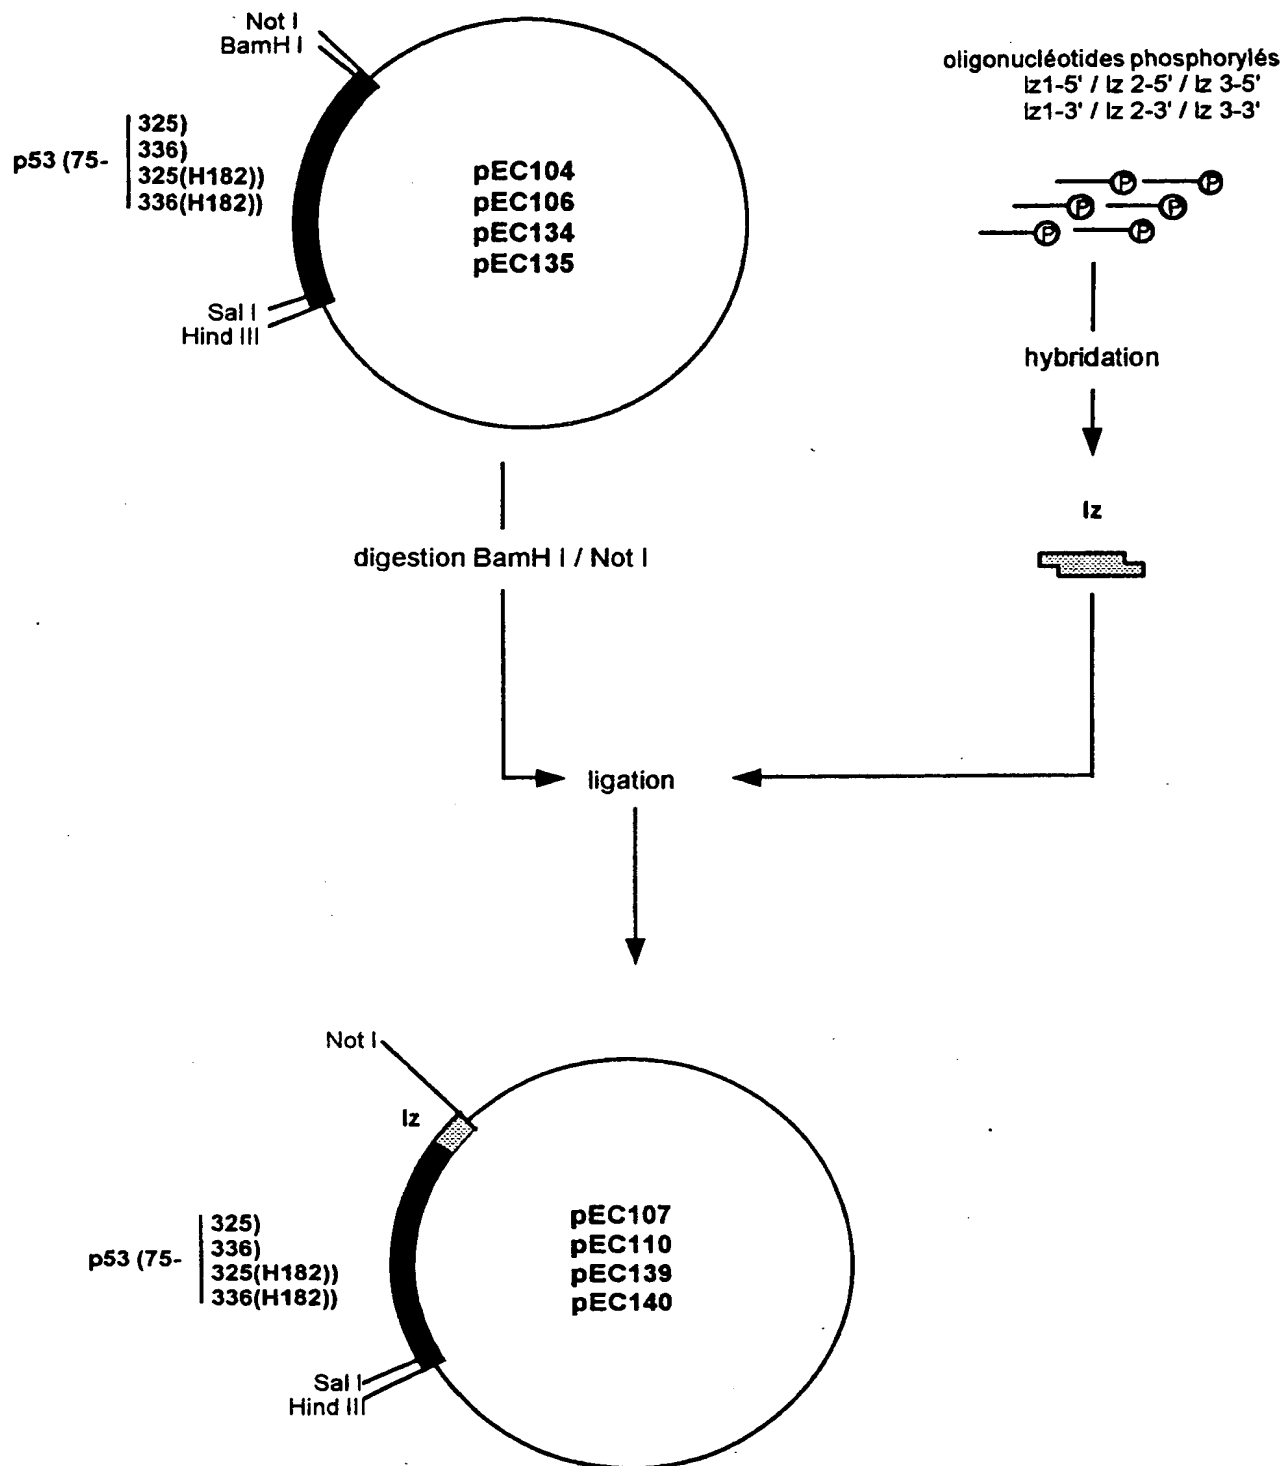 Not I
BamH I
p53 (75-
325)
336)
325(H182))
336(H182))
pEC104
pEC106
pEC134
pEC135
Sal I
Hind III
oligonucléotides phosphorylés
lz1-5' / lz 2-5' / lz 3-5'
lz1-3' / lz 2-3' / lz 3-3'
P P
P P
P P
hybridation
lz
digestion BamH I / Not I
ligation
Not I
lz
p53 (75-
325)
336)
325(H182))
336(H182))
pEC107
pEC110
pEC139
pEC140
Sal I
Hind III